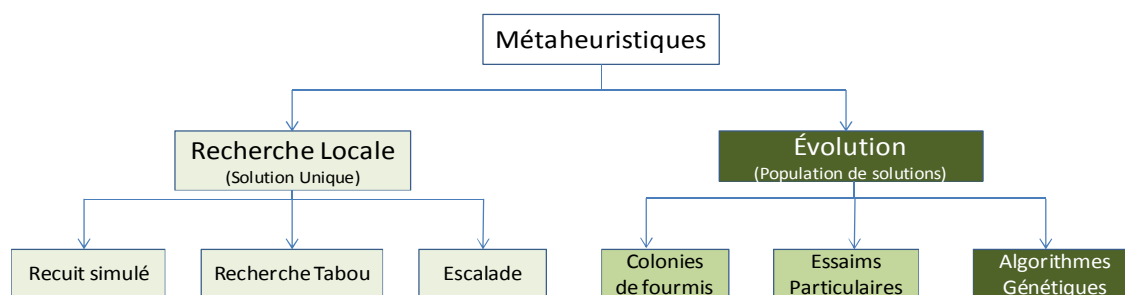 Métaheuristiques
Recherche Locale
(Solution Unique)
Évolution
(Population de solutions)
Recuit simulé
Recherche Tabou
Escalade
Colonies
de fourmis
Essaims
Particulaires
Algorithmes
Génétiques